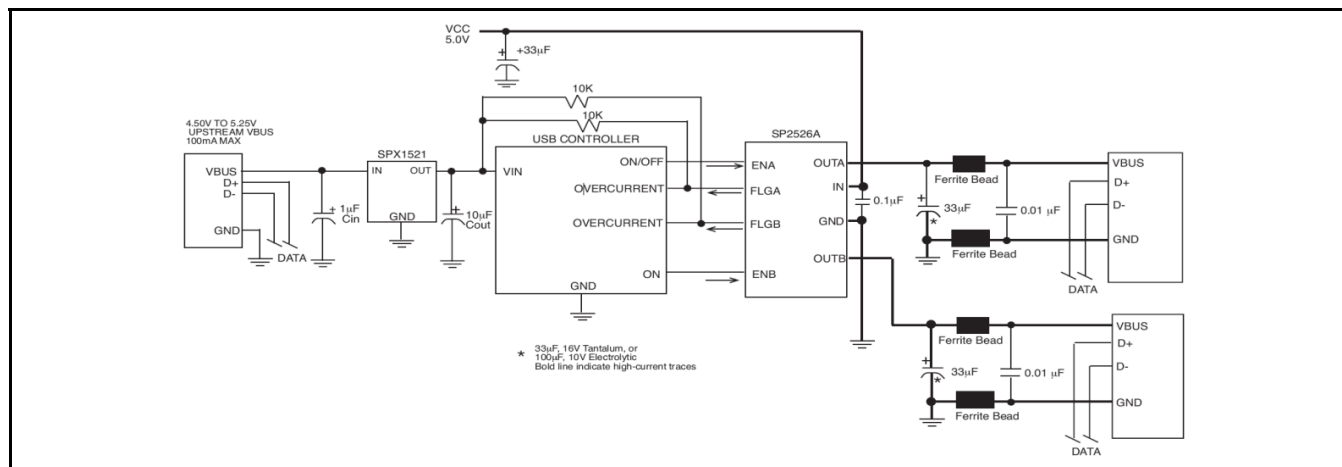 VCC
5.0V
+33µF
+
10K
10K
4.50V TO 5.25V
UPSTREAM VBUS
100mA MAX
VBUS
D+
D-
GND
DATA
+
1µF
Cin
SPX1521
IN
OUT
GND
+
10µF
Cout
USB CONTROLLER
VIN
ON/OFF
OVERCURRENT
OVERCURRENT
ON
GND
SP2526A
ENA
FLGA
FLGB
ENB
OUTA
IN
GND
OUTB
0.1µF
Ferrite Bead
+
33µF
*
0.01 µF
Ferrite Bead
VBUS
D+
D-
GND
DATA
Ferrite Bead
+
33µF
*
0.01 µF
Ferrite Bead
VBUS
D+
D-
GND
DATA
* 33µF, 16V Tantalum, or
100µF, 10V Electrolytic
Bold line indicate high-current traces